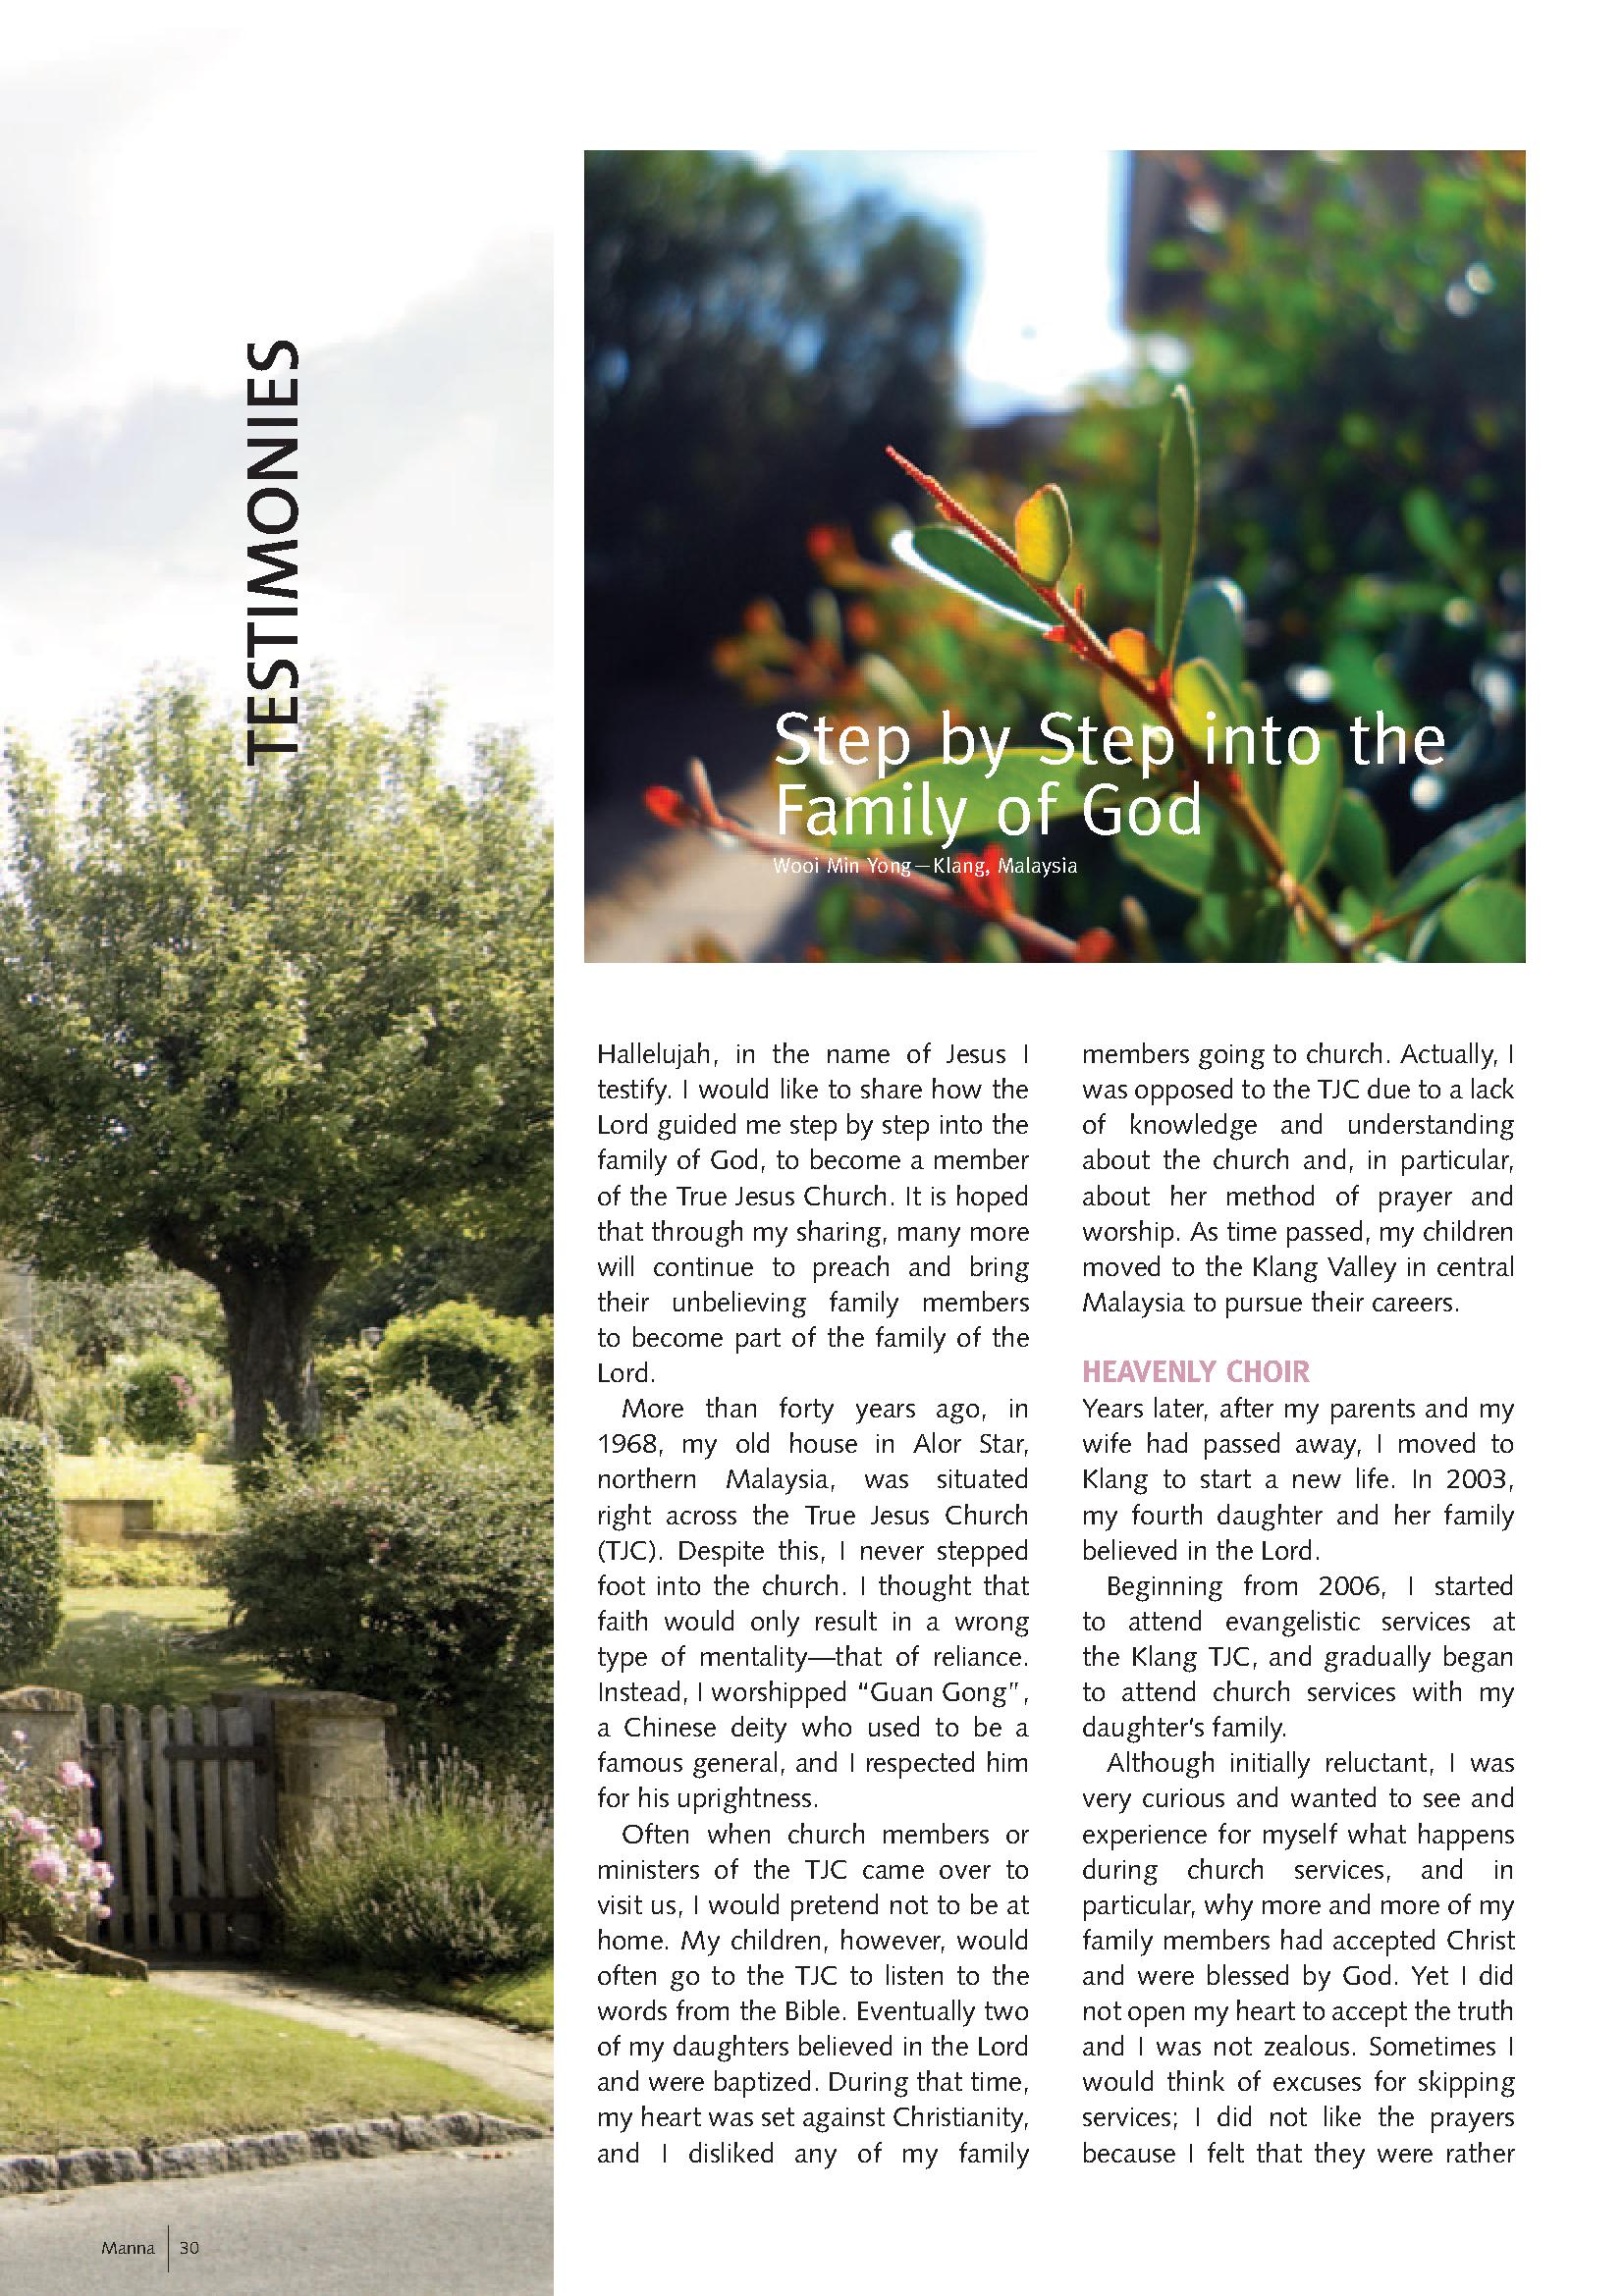 TESTIMONIES
Step by Step into the
Family of God
Wooi Min Yong—Klang, Malaysia
Hallelujah, in the name of Jesus I
testify. I would like to share how the
Lord guided me step by step into the
family of God, to become a member
of the True Jesus Church. It is hoped
that through my sharing, many more
will continue to preach and bring
their unbelieving family members
to become part of the family of the
Lord.
More than forty years ago, in
1968, my old house in Alor Star,
northern Malaysia, was situated
right across the True Jesus Church
(TJC). Despite this, I never stepped
foot into the church. I thought that
faith would only result in a wrong
type of mentality—that of reliance.
Instead, I worshipped “Guan Gong”,
a Chinese deity who used to be a
famous general, and I respected him
for his uprightness.
Often when church members or
ministers of the TJC came over to
visit us, I would pretend not to be at
home. My children, however, would
often go to the TJC to listen to the
words from the Bible. Eventually two
of my daughters believed in the Lord
and were baptized. During that time,
my heart was set against Christianity,
and I disliked any of my family
members going to church. Actually, I
was opposed to the TJC due to a lack
of knowledge and understanding
about the church and, in particular,
about her method of prayer and
worship. As time passed, my children
moved to the Klang Valley in central
Malaysia to pursue their careers.
HEAVENLY CHOIR
Years later, after my parents and my
wife had passed away, I moved to
Klang to start a new life. In 2003,
my fourth daughter and her family
believed in the Lord.
Beginning from 2006, I started
to attend evangelistic services at
the Klang TJC, and gradually began
to attend church services with my
daughter’s family.
Although initially reluctant, I was
very curious and wanted to see and
experience for myself what happens
during church services, and in
particular, why more and more of my
family members had accepted Christ
and were blessed by God. Yet I did
not open my heart to accept the truth
and I was not zealous. Sometimes I
would think of excuses for skipping
services; I did not like the prayers
because I felt that they were rather
Manna 30